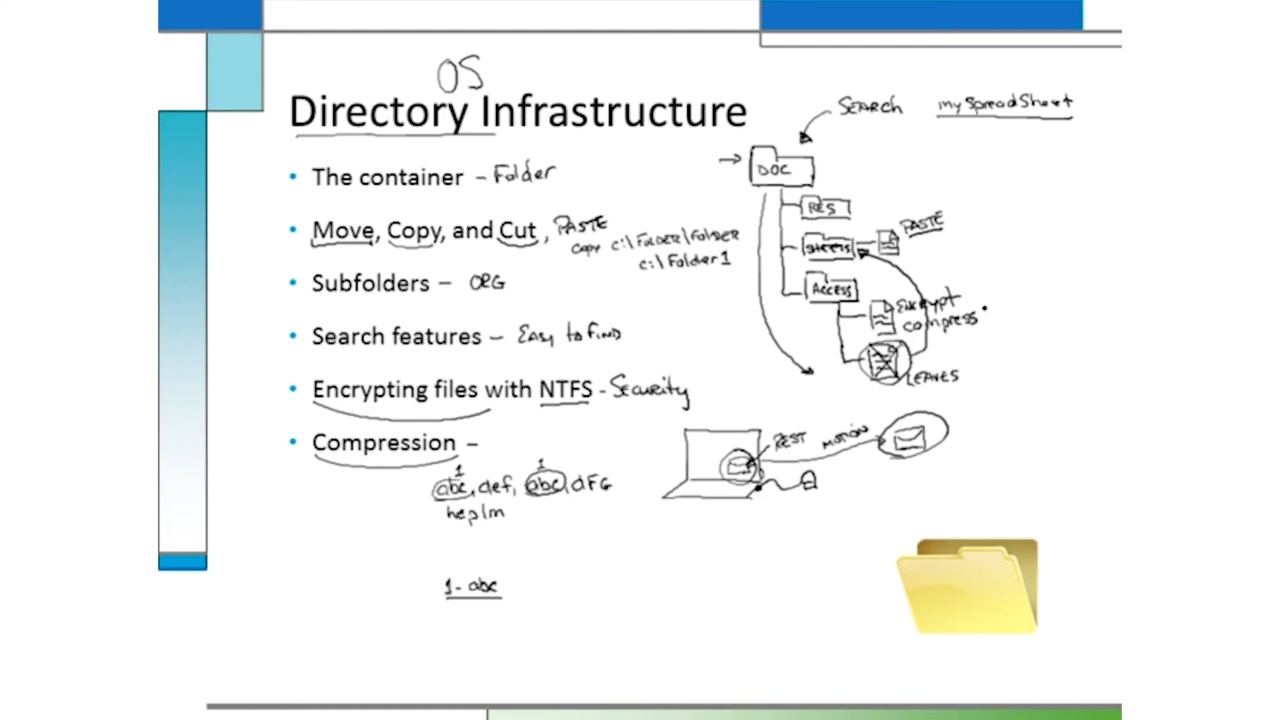 OS
Directory Infrastructure
• The container – Folder
• Move, Copy, and Cut, PASTE
copy c:\FOLDER\FOLDER
c:\Folder1
• Subfolders – ORG
• Search features – EASY to FIND
• Encrypting files with NTFS - Security
• Compression –
1 1
abc, def, abc, dFG
heplm
1 - abc
SEARCH mySpreadSheet
DOC
RES
SHEETS PASTE
ACCESS
ENCRYPT
compress
LEAVES
REST MOTION